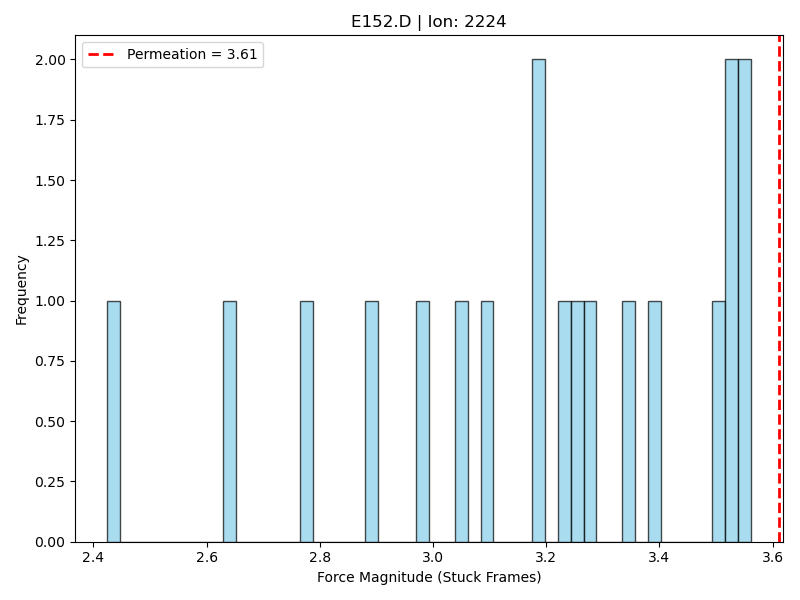 E152.D | Ion: 2224
Permeation = 3.61
Frequency
2.00
1.75
1.50
1.25
1.00
0.75
0.50
0.25
0.00
2.4 2.6 2.8 3.0 3.2 3.4 3.6
Force Magnitude (Stuck Frames)